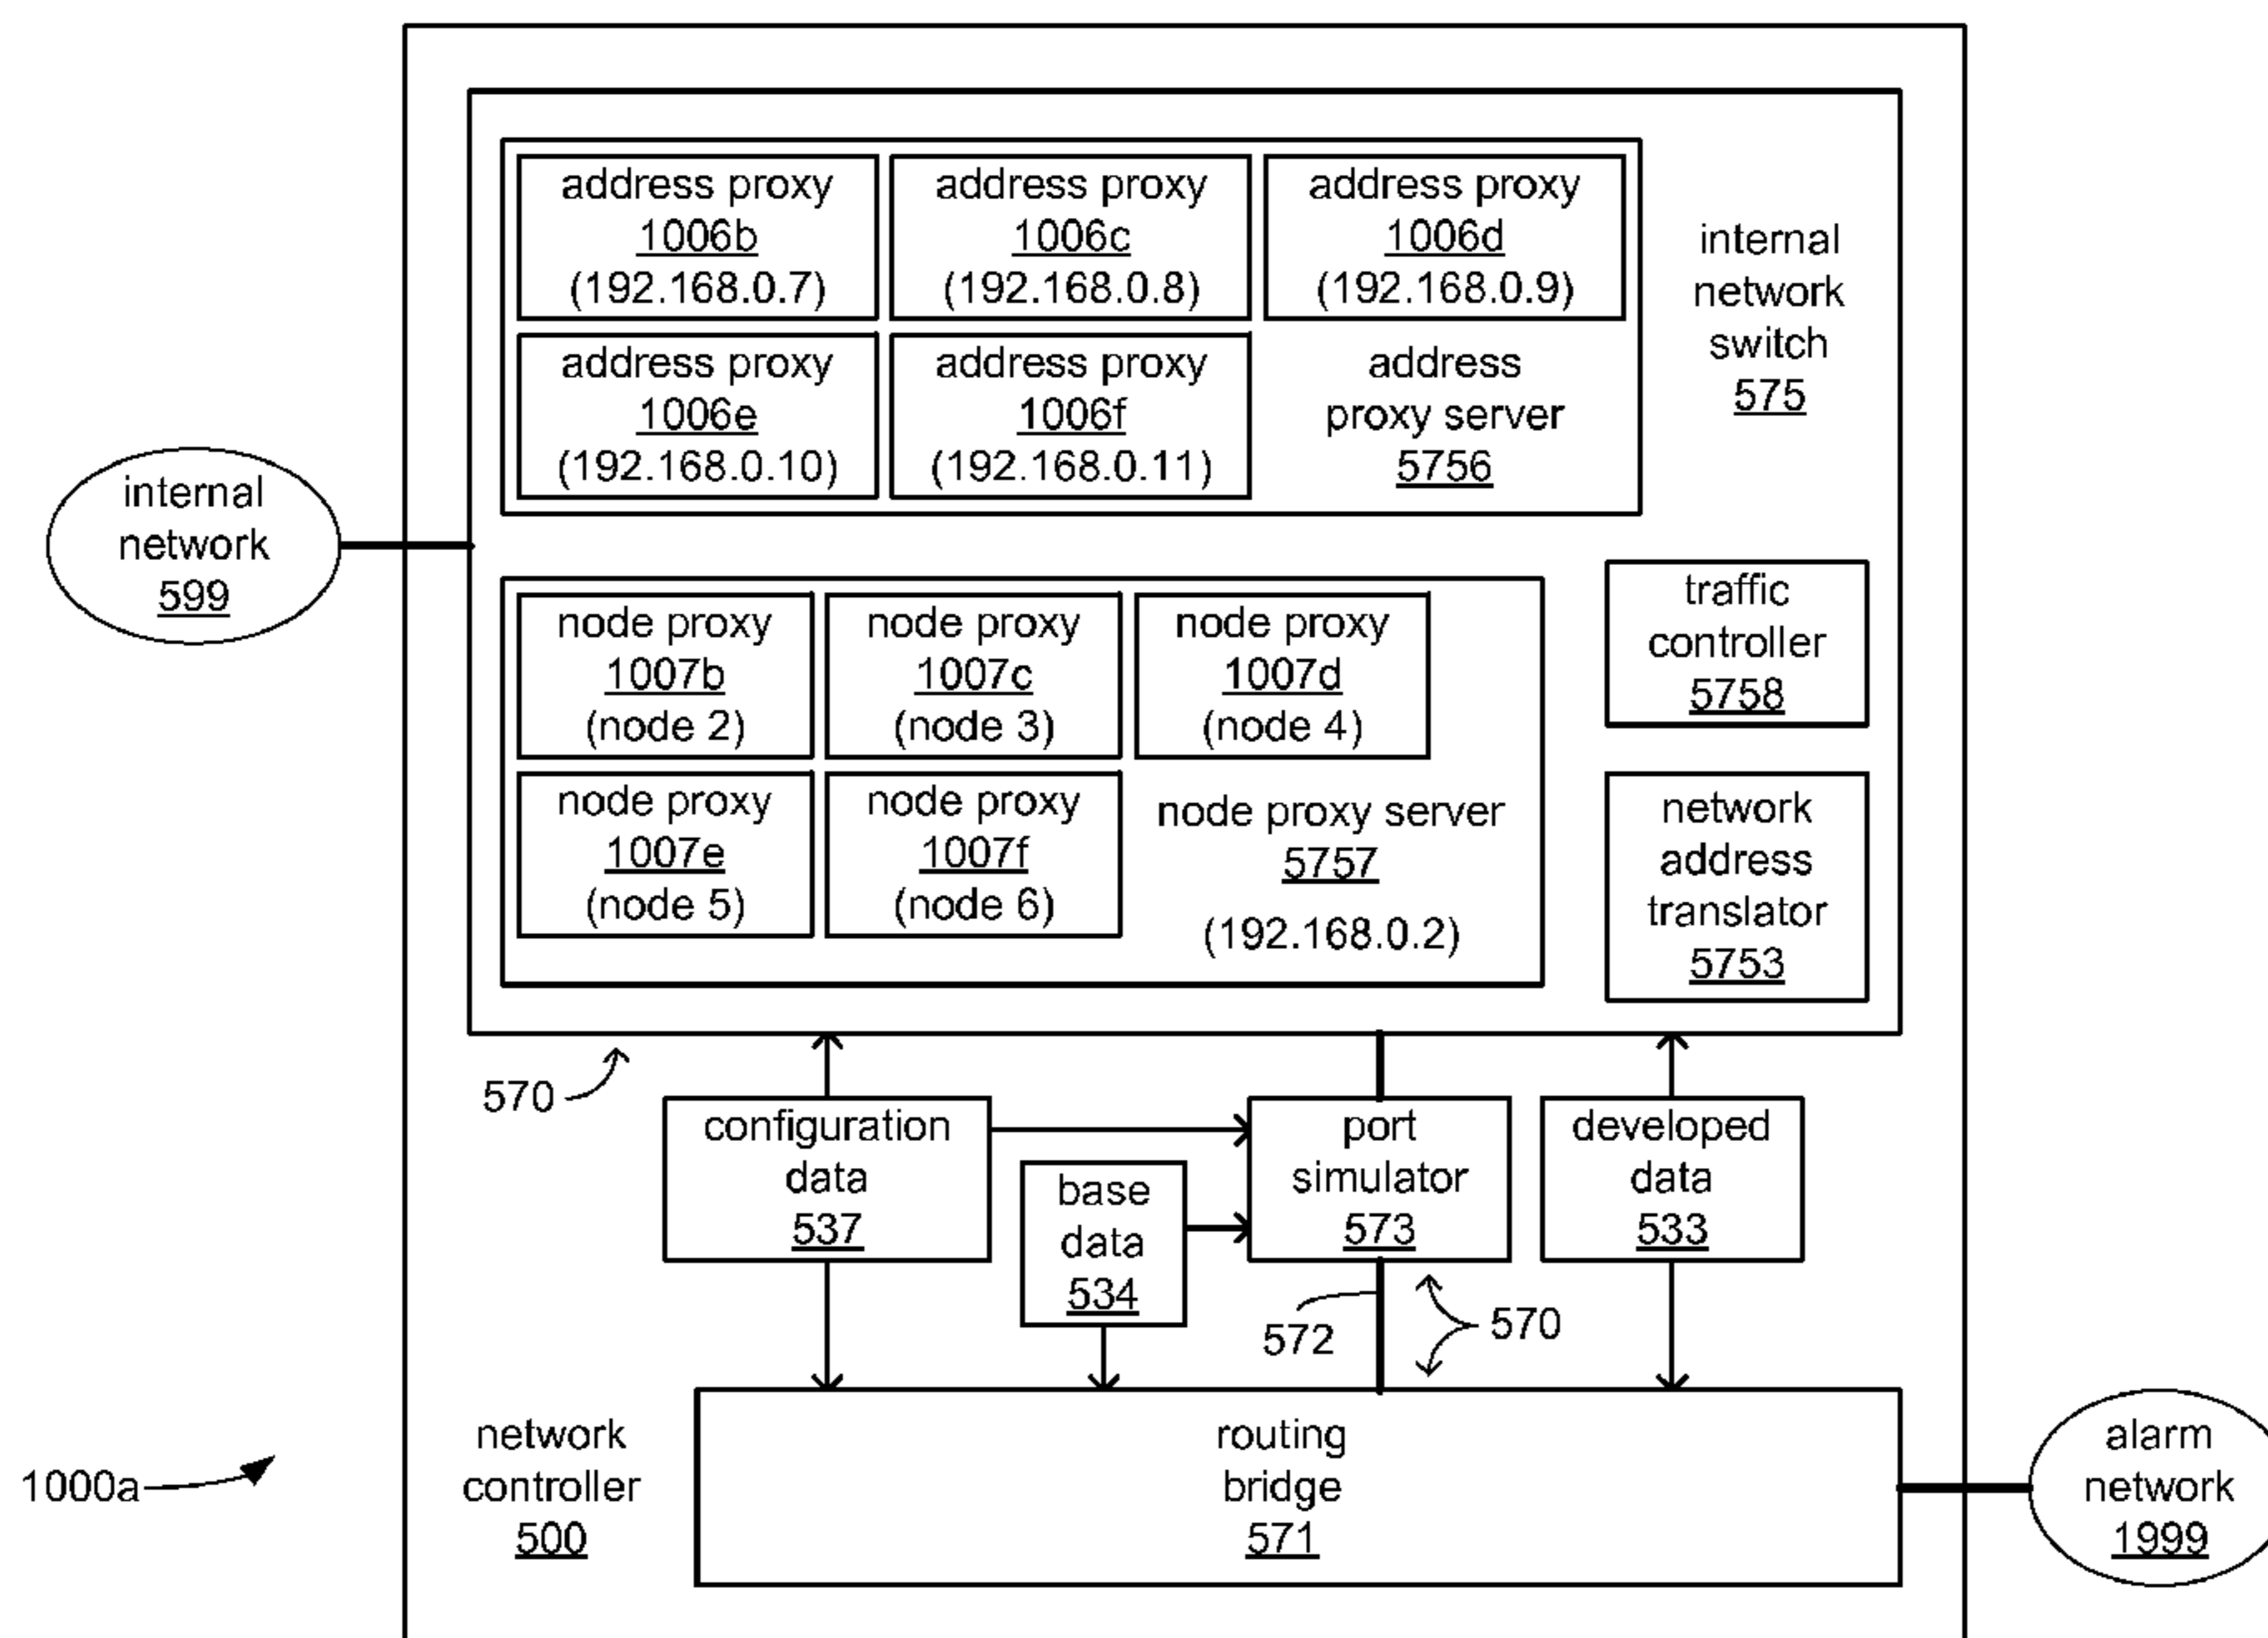 address proxy
1006b
(192.168.0.7)
address proxy
1006c
(192.168.0.8)
address proxy
1006d
(192.168.0.9)
internal
network
switch
575
address proxy
1006e
(192.168.0.10)
address proxy
1006f
(192.168.0.11)
address
proxy server
5756
internal
network
599
node proxy
1007b
(node 2)
node proxy
1007c
(node 3)
node proxy
1007d
(node 4)
traffic
controller
5758
node proxy
1007e
(node 5)
node proxy
1007f
(node 6)
node proxy server
5757
(192.168.0.2)
network
address
translator
5753
570
configuration
data
537
base
data
534
port
simulator
573
developed
data
533
572
570
network
controller
500
routing
bridge
571
alarm
network
1999
1000a